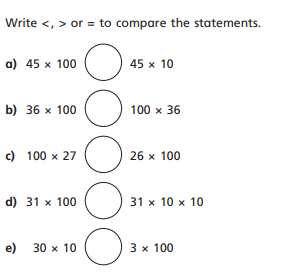 Write <, > or = to compare the statements.
a) 45 × 100 45 × 10
b) 36 × 100 100 × 36
c) 100 × 27 26 × 100
d) 31 × 100 31 × 10 × 10
e) 30 × 10 3 × 100